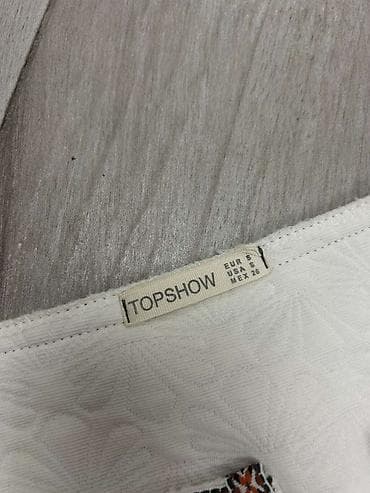 TOPSHOW
EUR S
USA S
MEX 26